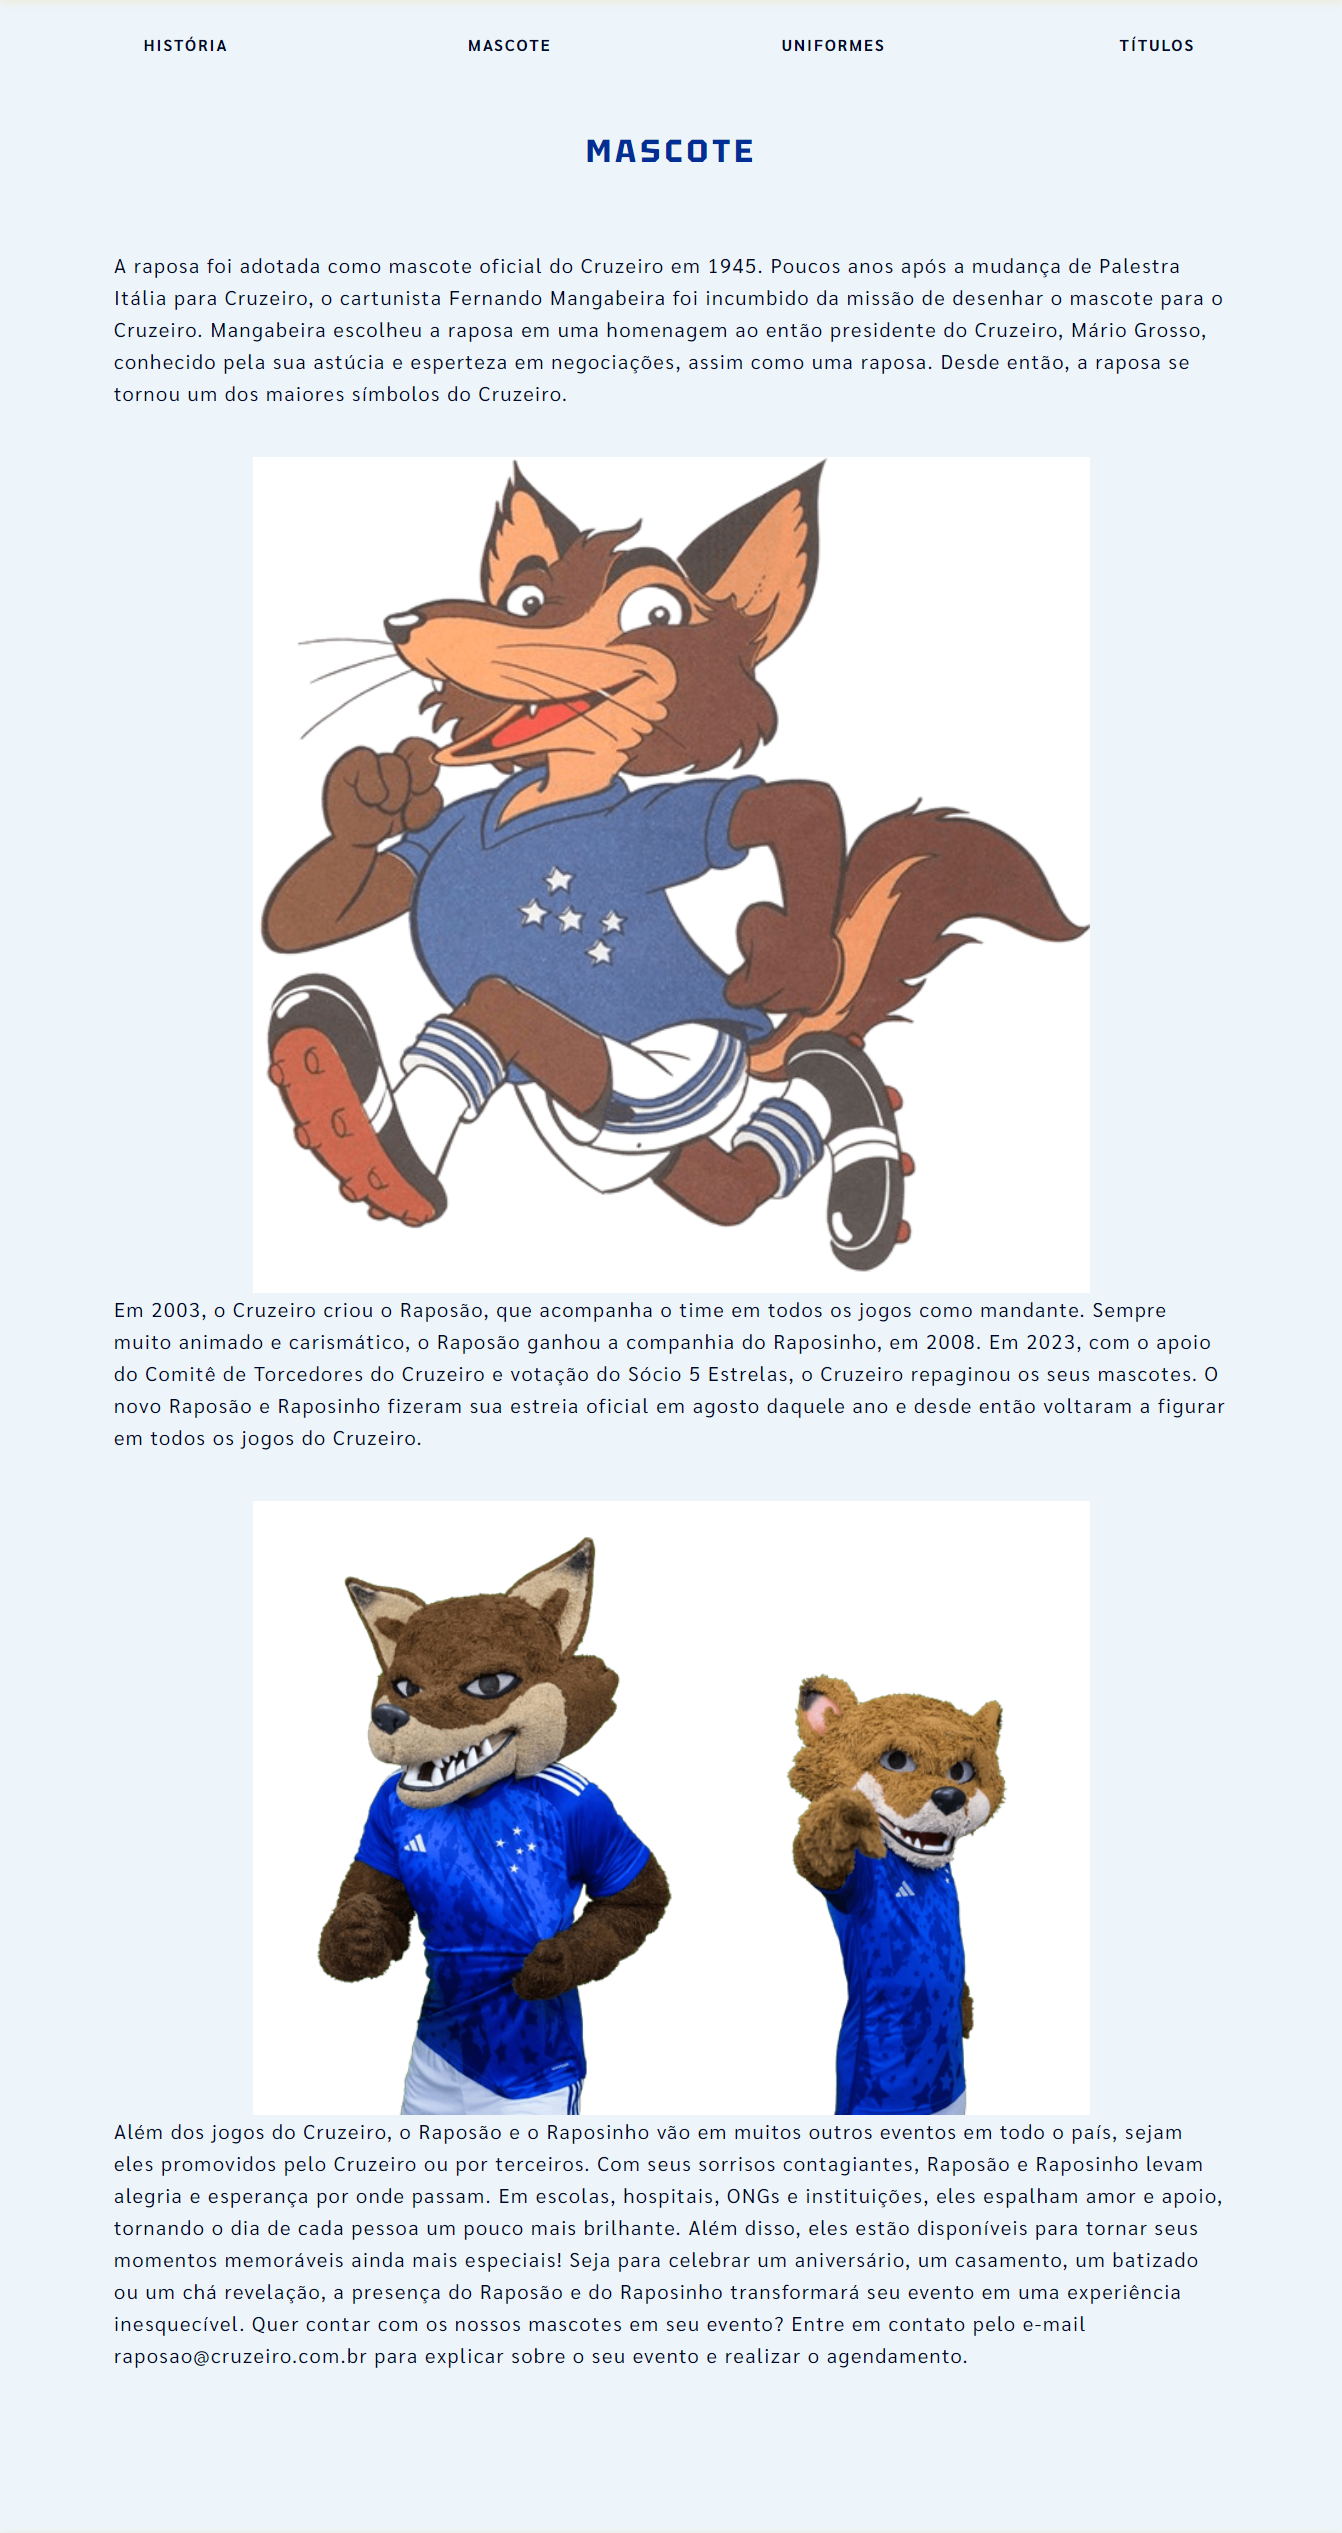 HISTÓRIA MASCOTE UNIFORMES TÍTULOS
MASCOTE
A raposa foi adotada como mascote oficial do Cruzeiro em 1945. Poucos anos após a mudança de Palestra
Itália para Cruzeiro, o cartunista Fernando Mangabeira foi incumbido da missão de desenhar o mascote para o
Cruzeiro. Mangabeira escolheu a raposa em uma homenagem ao então presidente do Cruzeiro, Mário Grosso,
conhecido pela sua astúcia e esperteza em negociações, assim como uma raposa. Desde então, a raposa se
tornou um dos maiores símbolos do Cruzeiro.
Em 2003, o Cruzeiro criou o Raposão, que acompanha o time em todos os jogos como mandante. Sempre
muito animado e carismático, o Raposão ganhou a companhia do Raposinho, em 2008. Em 2023, com o apoio
do Comitê de Torcedores do Cruzeiro e votação do Sócio 5 Estrelas, o Cruzeiro repaginou os seus mascotes. O
novo Raposão e Raposinho fizeram sua estreia oficial em agosto daquele ano e desde então voltaram a figurar
em todos os jogos do Cruzeiro.
Além dos jogos do Cruzeiro, o Raposão e o Raposinho vão em muitos outros eventos em todo o país, sejam
eles promovidos pelo Cruzeiro ou por terceiros. Com seus sorrisos contagiantes, Raposão e Raposinho levam
alegria e esperança por onde passam. Em escolas, hospitais, ONGs e instituições, eles espalham amor e apoio,
tornando o dia de cada pessoa um pouco mais brilhante. Além disso, eles estão disponíveis para tornar seus
momentos memoráveis ainda mais especiais! Seja para celebrar um aniversário, um casamento, um batizado
ou um chá revelação, a presença do Raposão e do Raposinho transformará seu evento em uma experiência
inesquecível. Quer contar com os nossos mascotes em seu evento? Entre em contato pelo e-mail
raposao@cruzeiro.com.br para explicar sobre o seu evento e realizar o agendamento.